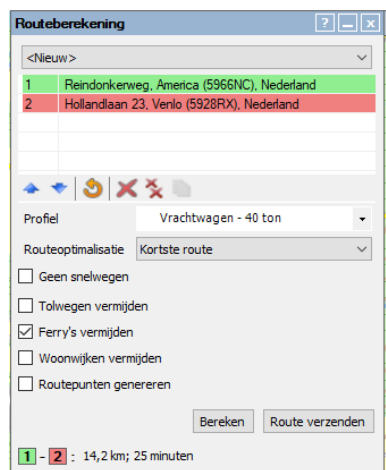 Routeberekening
<Nieuw>
1 Reindonkerweg, America (5966NC), Nederland
2 Hollandlaan 23, Venlo (5928RX), Nederland
Profiel Vrachtwagen - 40 ton
Routeoptimalisatie Kortste route
Geen snelwegen
Tolwegen vermijden
Ferry's vermijden
Woonwijken vermijden
Routepunten genereren
Bereken Route verzenden
1 - 2 : 14,2 km; 25 minuten